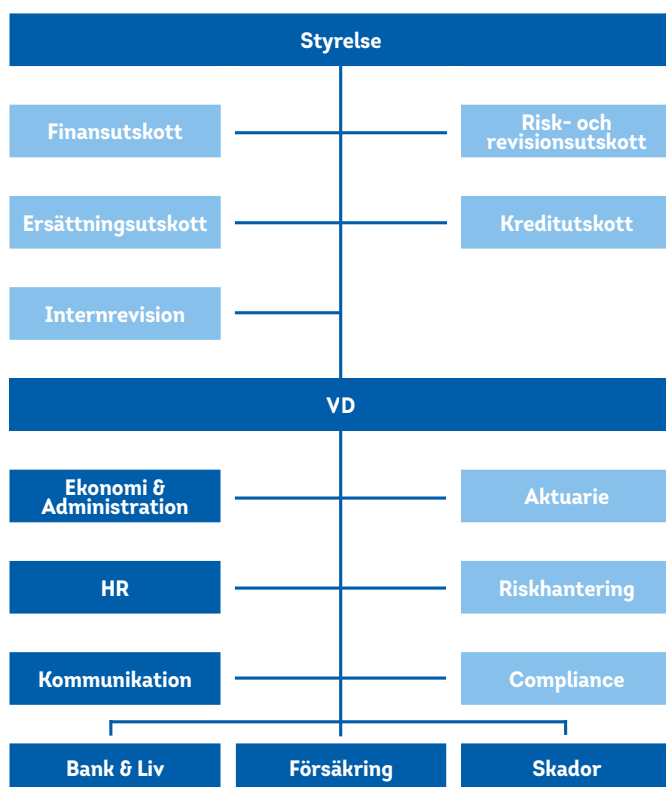 Styrelse
Finansutskott
Risk- och
revisionsutskott
Ersättningsutskott
Kreditutskott
Internrevision
VD
Ekonomi &
Administration
Aktuarie
HR
Riskhantering
Kommunikation
Compliance
Bank & Liv
Försäkring
Skador